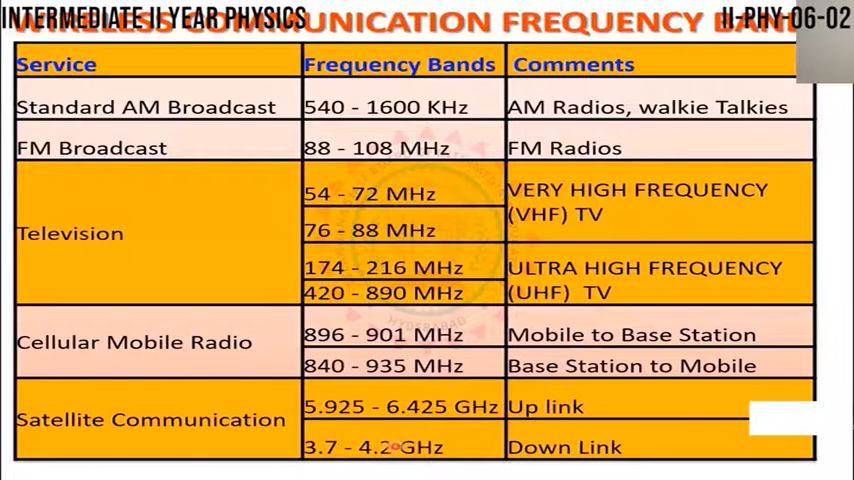 INTERMEDIATE II YEAR PHYSICS
II-PHY-06-02
WIRELESS COMMUNICATION FREQUENCY
Service Frequency Bands Comments
Standard AM Broadcast 540 - 1600 KHz AM Radios, walkie Talkies
FM Broadcast 88 - 108 MHz FM Radios
Television
54 - 72 MHz VERY HIGH FREQUENCY
(VHF) TV
76 - 88 MHz
174 - 216 MHz ULTRA HIGH FREQUENCY
420 - 890 MHz (UHF) TV
Cellular Mobile Radio
896 - 901 MHz Mobile to Base Station
840 - 935 MHz Base Station to Mobile
Satellite Communication
5.925 - 6.425 GHz Up link
3.7 - 4.2 GHz Down Link
HYDERABAD